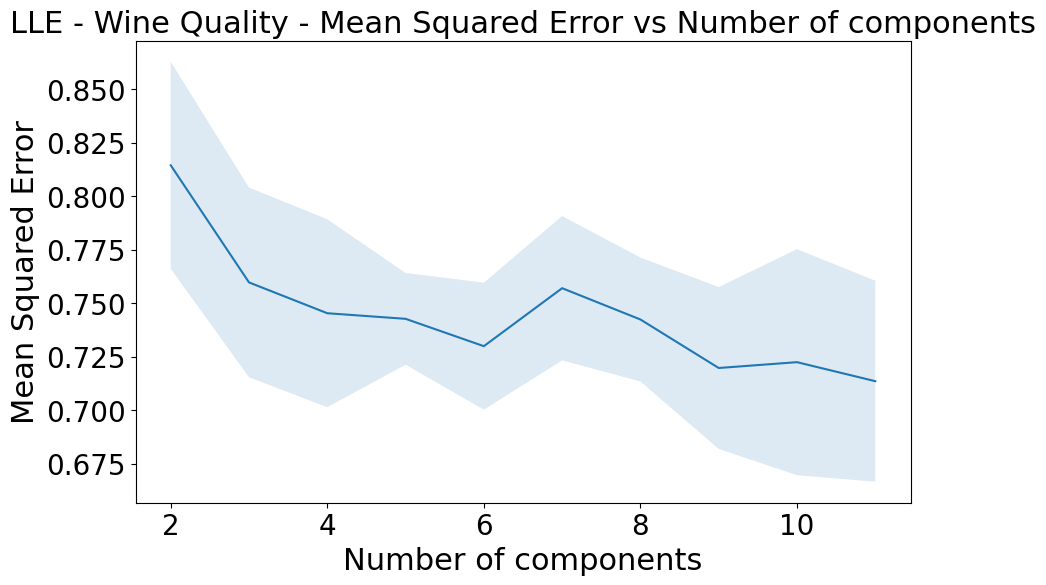 LLE - Wine Quality - Mean Squared Error vs Number of components
Mean Squared Error
0.850
0.825
0.800
0.775
0.750
0.725
0.700
0.675
2 4 6 8 10
Number of components